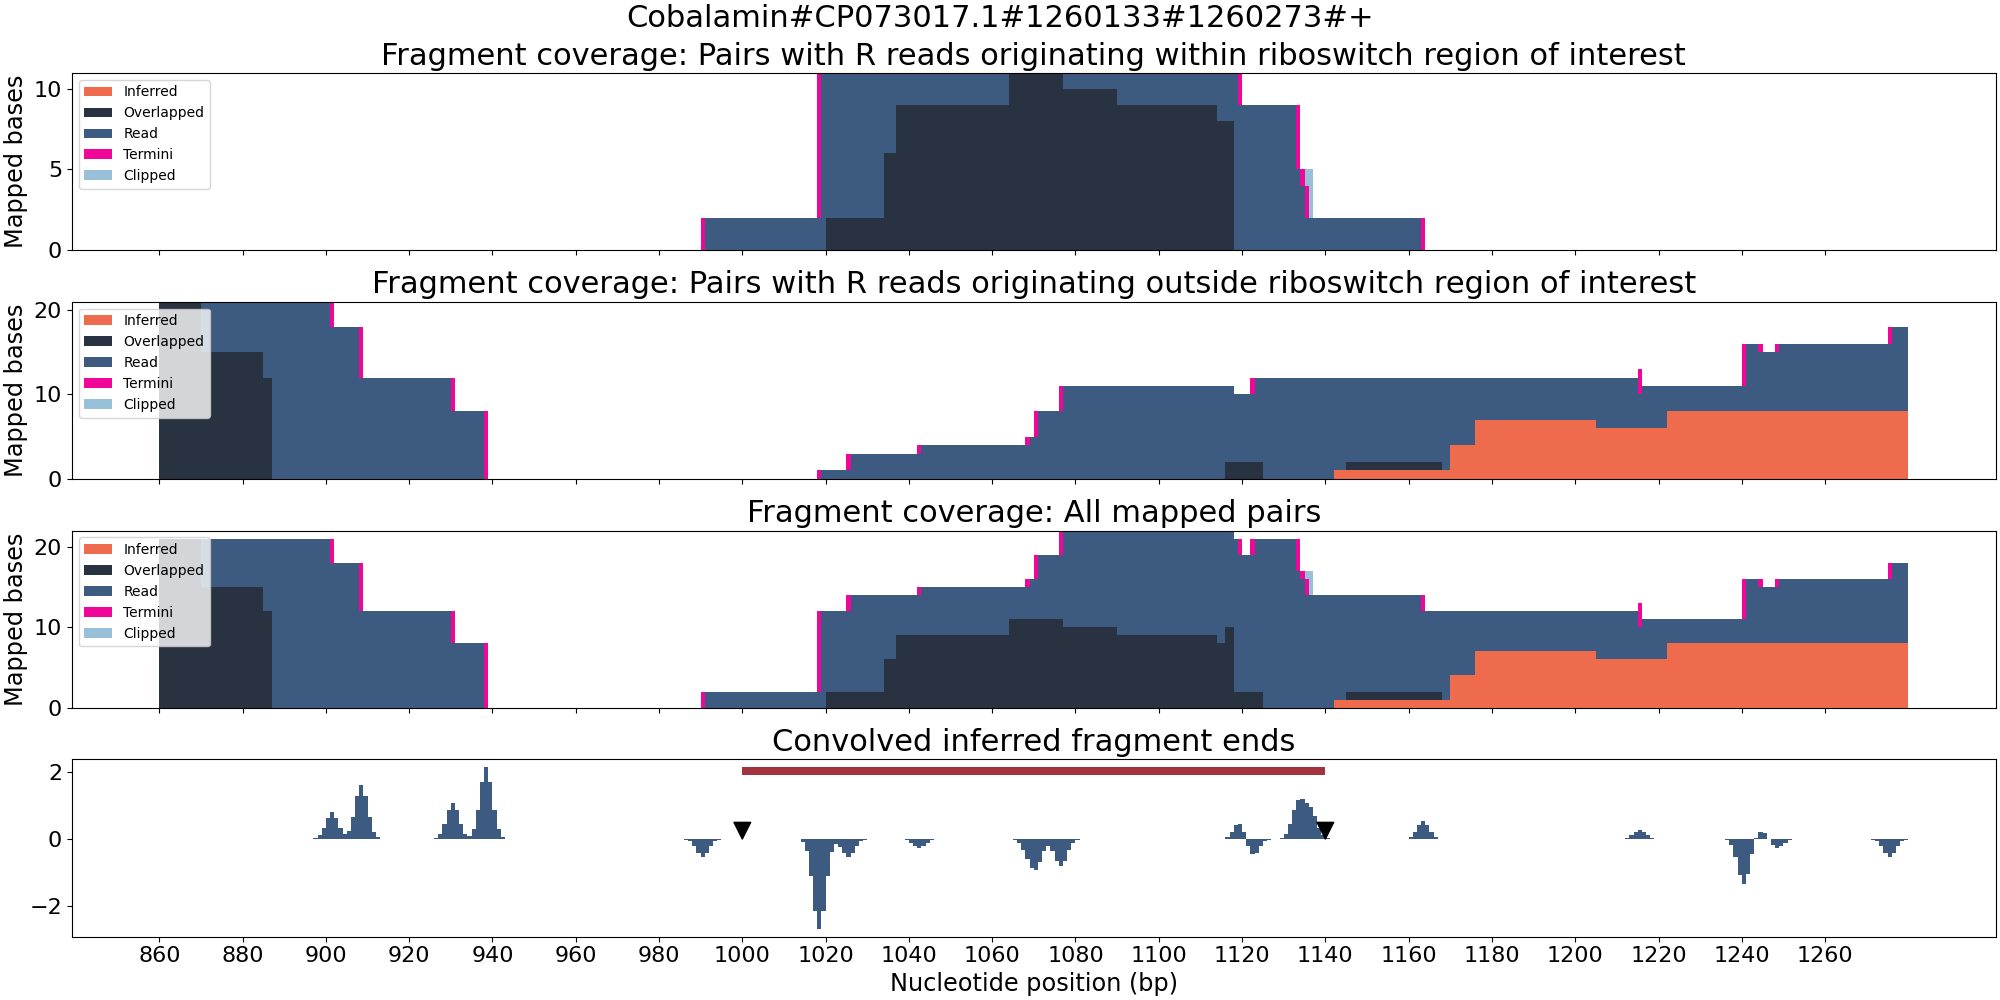 Cobalamin#CP073017.1#1260133#1260273#+
Fragment coverage: Pairs with R reads originating within riboswitch region of interest
Mapped bases
10
5
0
Inferred
Overlapped
Read
Termini
Clipped
Fragment coverage: Pairs with R reads originating outside riboswitch region of interest
Mapped bases
20
10
0
Inferred
Overlapped
Read
Termini
Clipped
Fragment coverage: All mapped pairs
Mapped bases
20
10
0
Inferred
Overlapped
Read
Termini
Clipped
Convolved inferred fragment ends
2
0
−2
860 880 900 920 940 960 980 1000 1020 1040 1060 1080 1100 1120 1140 1160 1180 1200 1220 1240 1260
Nucleotide position (bp)